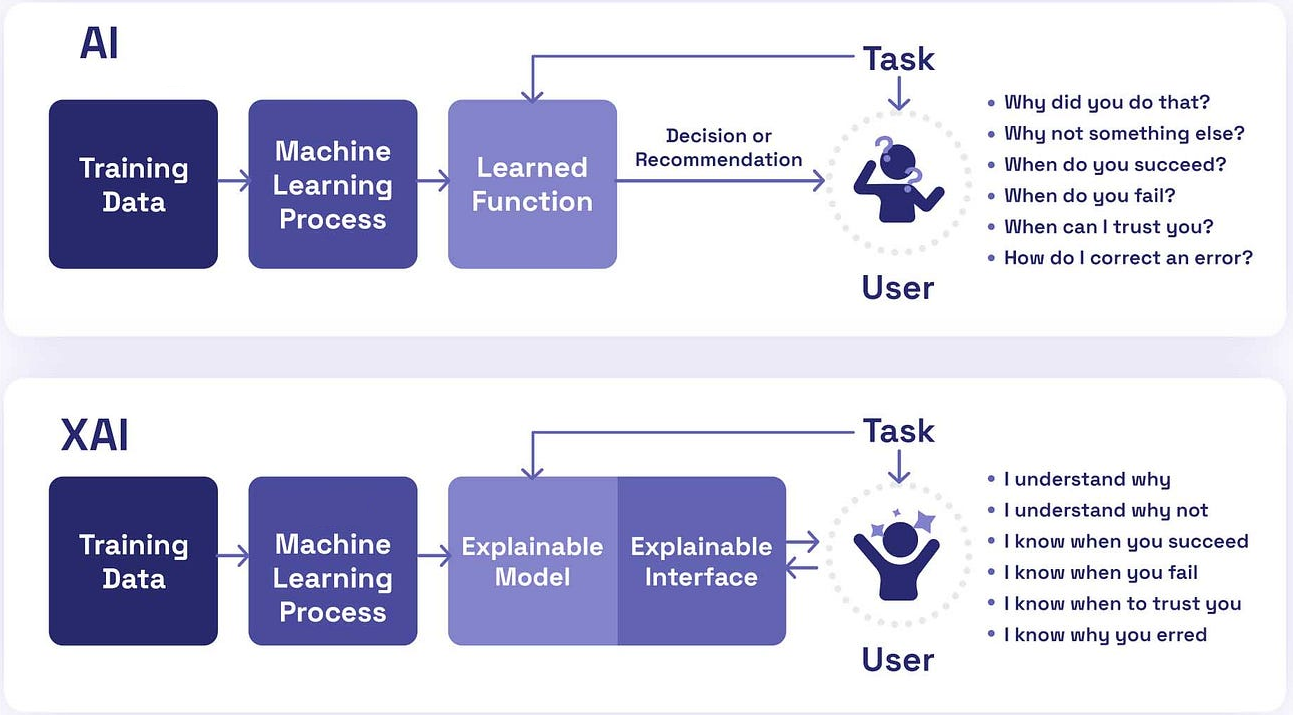 AI
Training
Data
Machine
Learning
Process
Learned
Function
Decision or
Recommendation
Task
?
?
User
• Why did you do that?
• Why not something else?
• When do you succeed?
• When do you fail?
• When can I trust you?
• How do I correct an error?
XAI
Training
Data
Machine
Learning
Process
Explainable
Model
Explainable
Interface
Task
User
• I understand why
• I understand why not
• I know when you succeed
• I know when you fail
• I know when to trust you
• I know why you erred